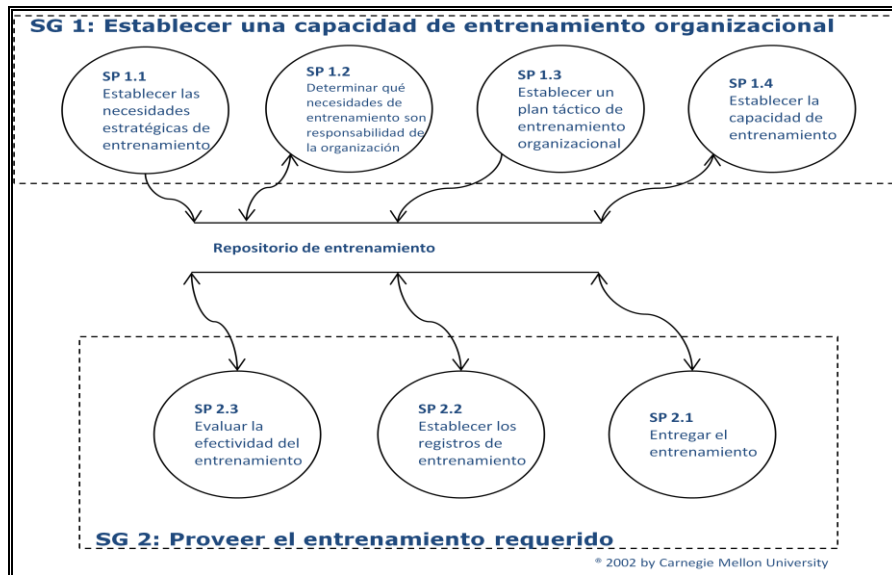 SG 1: Establecer una capacidad de entrenamiento organizacional
SP 1.1
Establecer las
necesidades
estratégicas de
entrenamiento
SP 1.2
Determinar qué
necesidades de
entrenamiento son
responsabilidad de
la organización
SP 1.3
Establecer un
plan táctico de
entrenamiento
organizacional
SP 1.4
Establecer la
capacidad de
entrenamiento
Repositorio de entrenamiento
SP 2.3
Evaluar la
efectividad del
entrenamiento
SP 2.2
Establecer los
registros de
entrenamiento
SP 2.1
Entregar el
entrenamiento
SG 2: Proveer el entrenamiento requerido
® 2002 by Carnegie Mellon University